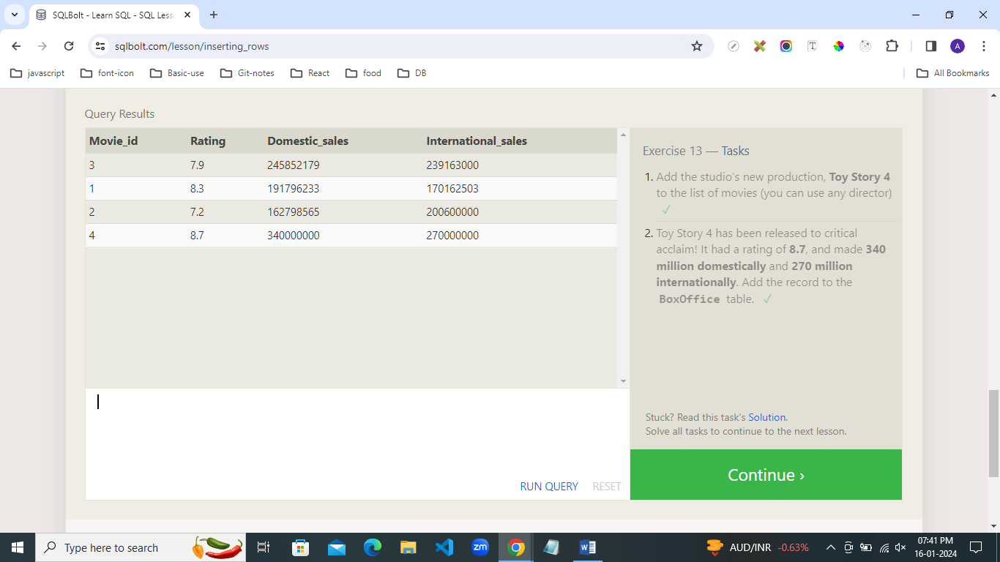 SQLBolt - Learn SQL - SQL Less
sqlbolt.com/lesson/inserting_rows
A
javascript font-icon Basic-use Git-notes React food DB All Bookmarks
Query Results
Movie_id Rating Domestic_sales International_sales
3 7.9 245852179 239163000
1 8.3 191796233 170162503
2 7.2 162798565 200600000
4 8.7 340000000 270000000
RUN QUERY RESET
Exercise 13 — Tasks
1. Add the studio's new production, Toy Story 4
to the list of movies (you can use any director)
✓
2. Toy Story 4 has been released to critical
acclaim! It had a rating of 8.7, and made 340
million domestically and 270 million
internationally. Add the record to the
BoxOffice table. ✓
Stuck? Read this task's Solution.
Solve all tasks to continue to the next lesson.
Continue ›
Type here to search
zm
W
AUD/INR -0.63%
07:41 PM
16-01-2024